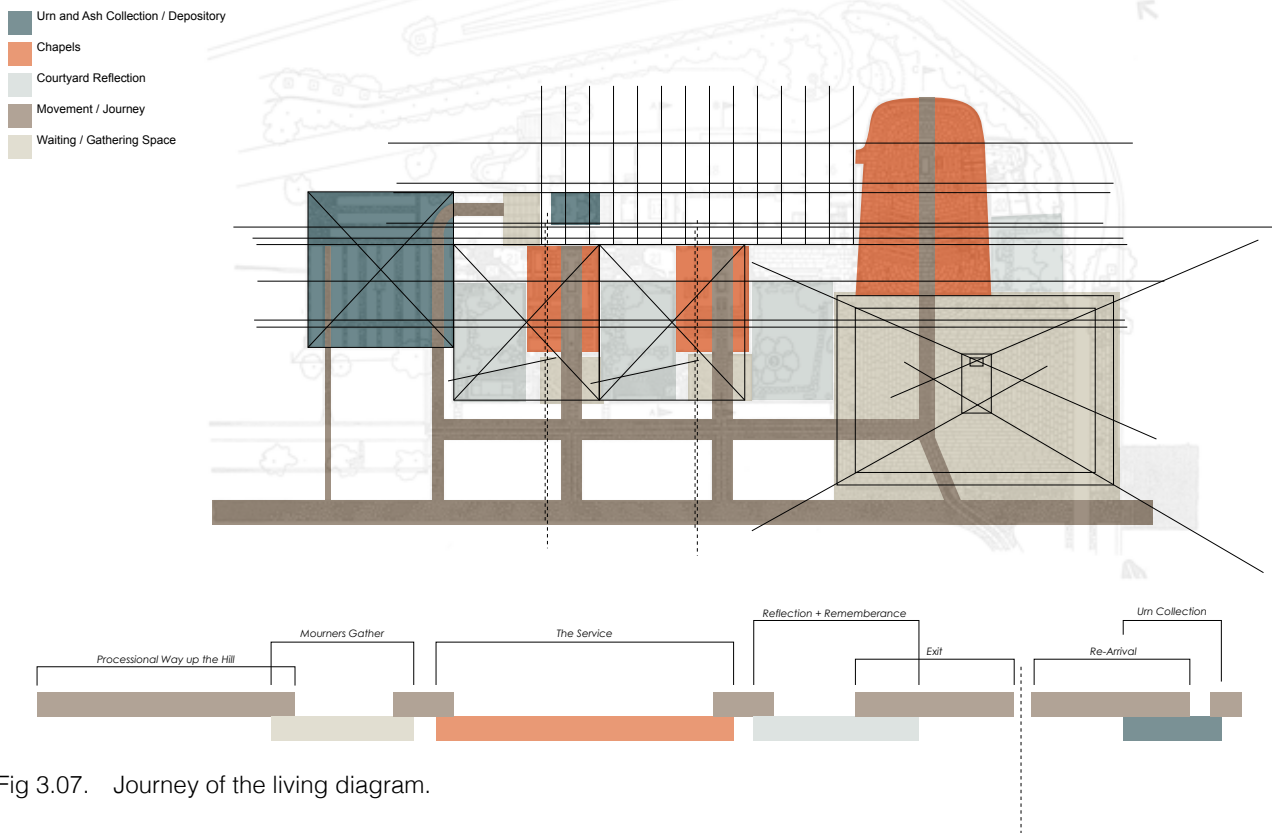 Urn and Ash Collection / Depository
Chapels
Courtyard Reflection
Movement / Journey
Waiting / Gathering Space
Processional Way up the Hill
Mourners Gather
The Service
Reflection + Rememberance
Exit
Re-Arrival
Urn Collection
Fig 3.07. Journey of the living diagram.